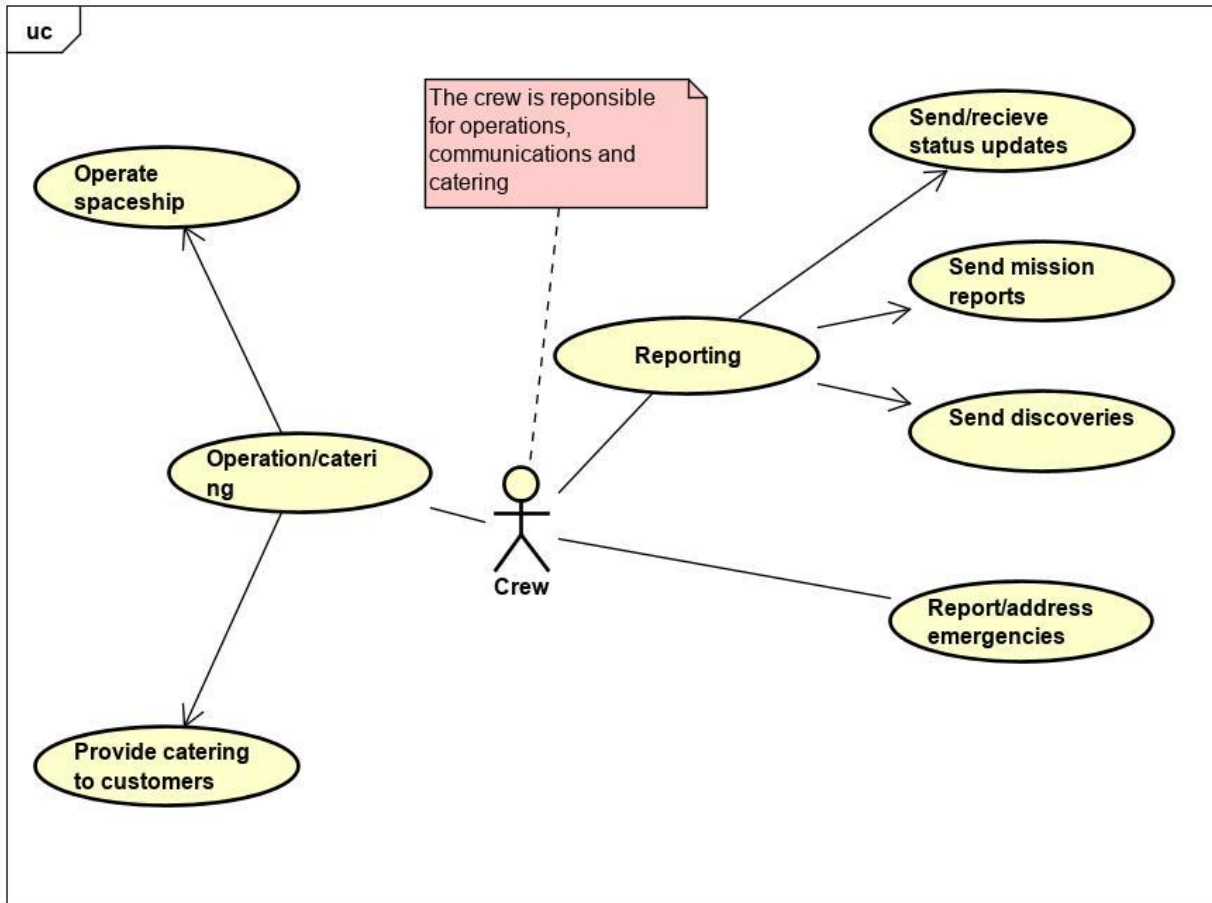 uc
The crew is reponsible
for operations,
communications and
catering
Send/recieve
status updates
Operate
spaceship
Send mission
reports
Reporting
Send discoveries
Operation/cateri
ng
Crew
Report/address
emergencies
Provide catering
to customers